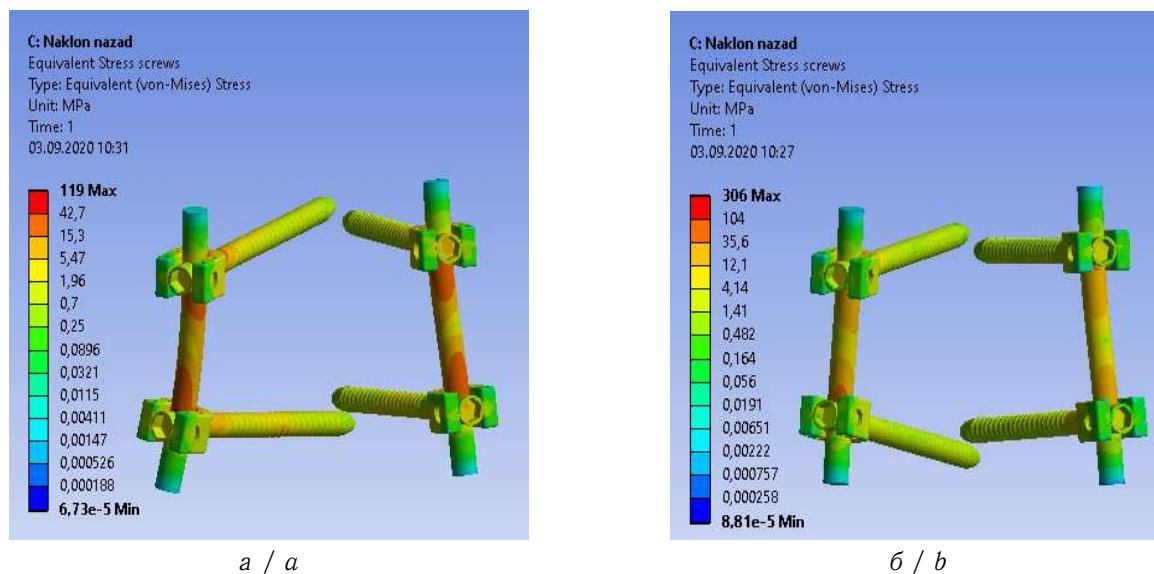 C: Naklon nazad
Equivalent Stress screws
Type: Equivalent (von-Mises) Stress
Unit: MPa
Time: 1
03.09.2020 10:31
119 Max
42,7
15,3
5,47
1,96
0,7
0,25
0,0896
0,0321
0,0115
0,00411
0,00147
0,000526
0,000188
6,73e-5 Min
а / a
C: Naklon nazad
Equivalent Stress screws
Type: Equivalent (von-Mises) Stress
Unit: MPa
Time: 1
03.09.2020 10:27
306 Max
104
35,6
12,1
4,14
1,41
0,482
0,164
0,056
0,0191
0,00651
0,00222
0,000757
0,000258
8,81e-5 Min
б / b